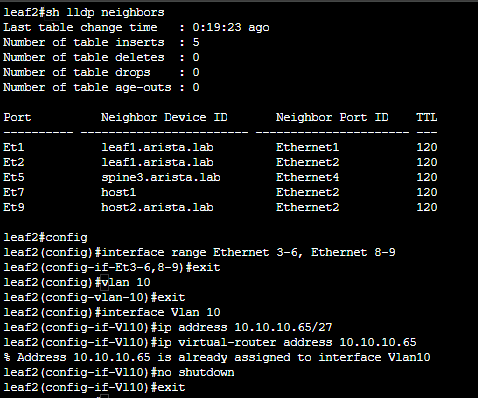 leaf2#sh lldp neighbors
Last table change time   : 0:19:23 ago
Number of table inserts  : 5
Number of table deletes  : 0
Number of table drops    : 0
Number of table age-outs : 0

Port          Neighbor Device ID       Neighbor Port ID    TTL
---------- ------------------------ ---------------------- ---
Et1           leaf1.arista.lab         Ethernet1           120
Et2           leaf1.arista.lab         Ethernet2           120
Et5           spine3.arista.lab        Ethernet4           120
Et7           host1                    Ethernet2           120
Et9           host2.arista.lab         Ethernet2           120

leaf2#config
leaf2(config)#interface range Ethernet 3-6, Ethernet 8-9
leaf2(config-if-Et3-6,8-9)#exit
leaf2(config)#vlan 10
leaf2(config-vlan-10)#exit
leaf2(config)#interface Vlan 10
leaf2(config-if-Vl10)#ip address 10.10.10.65/27
leaf2(config-if-Vl10)#ip virtual-router address 10.10.10.65
% Address 10.10.10.65 is already assigned to interface Vlan10
leaf2(config-if-Vl10)#no shutdown
leaf2(config-if-Vl10)#exit